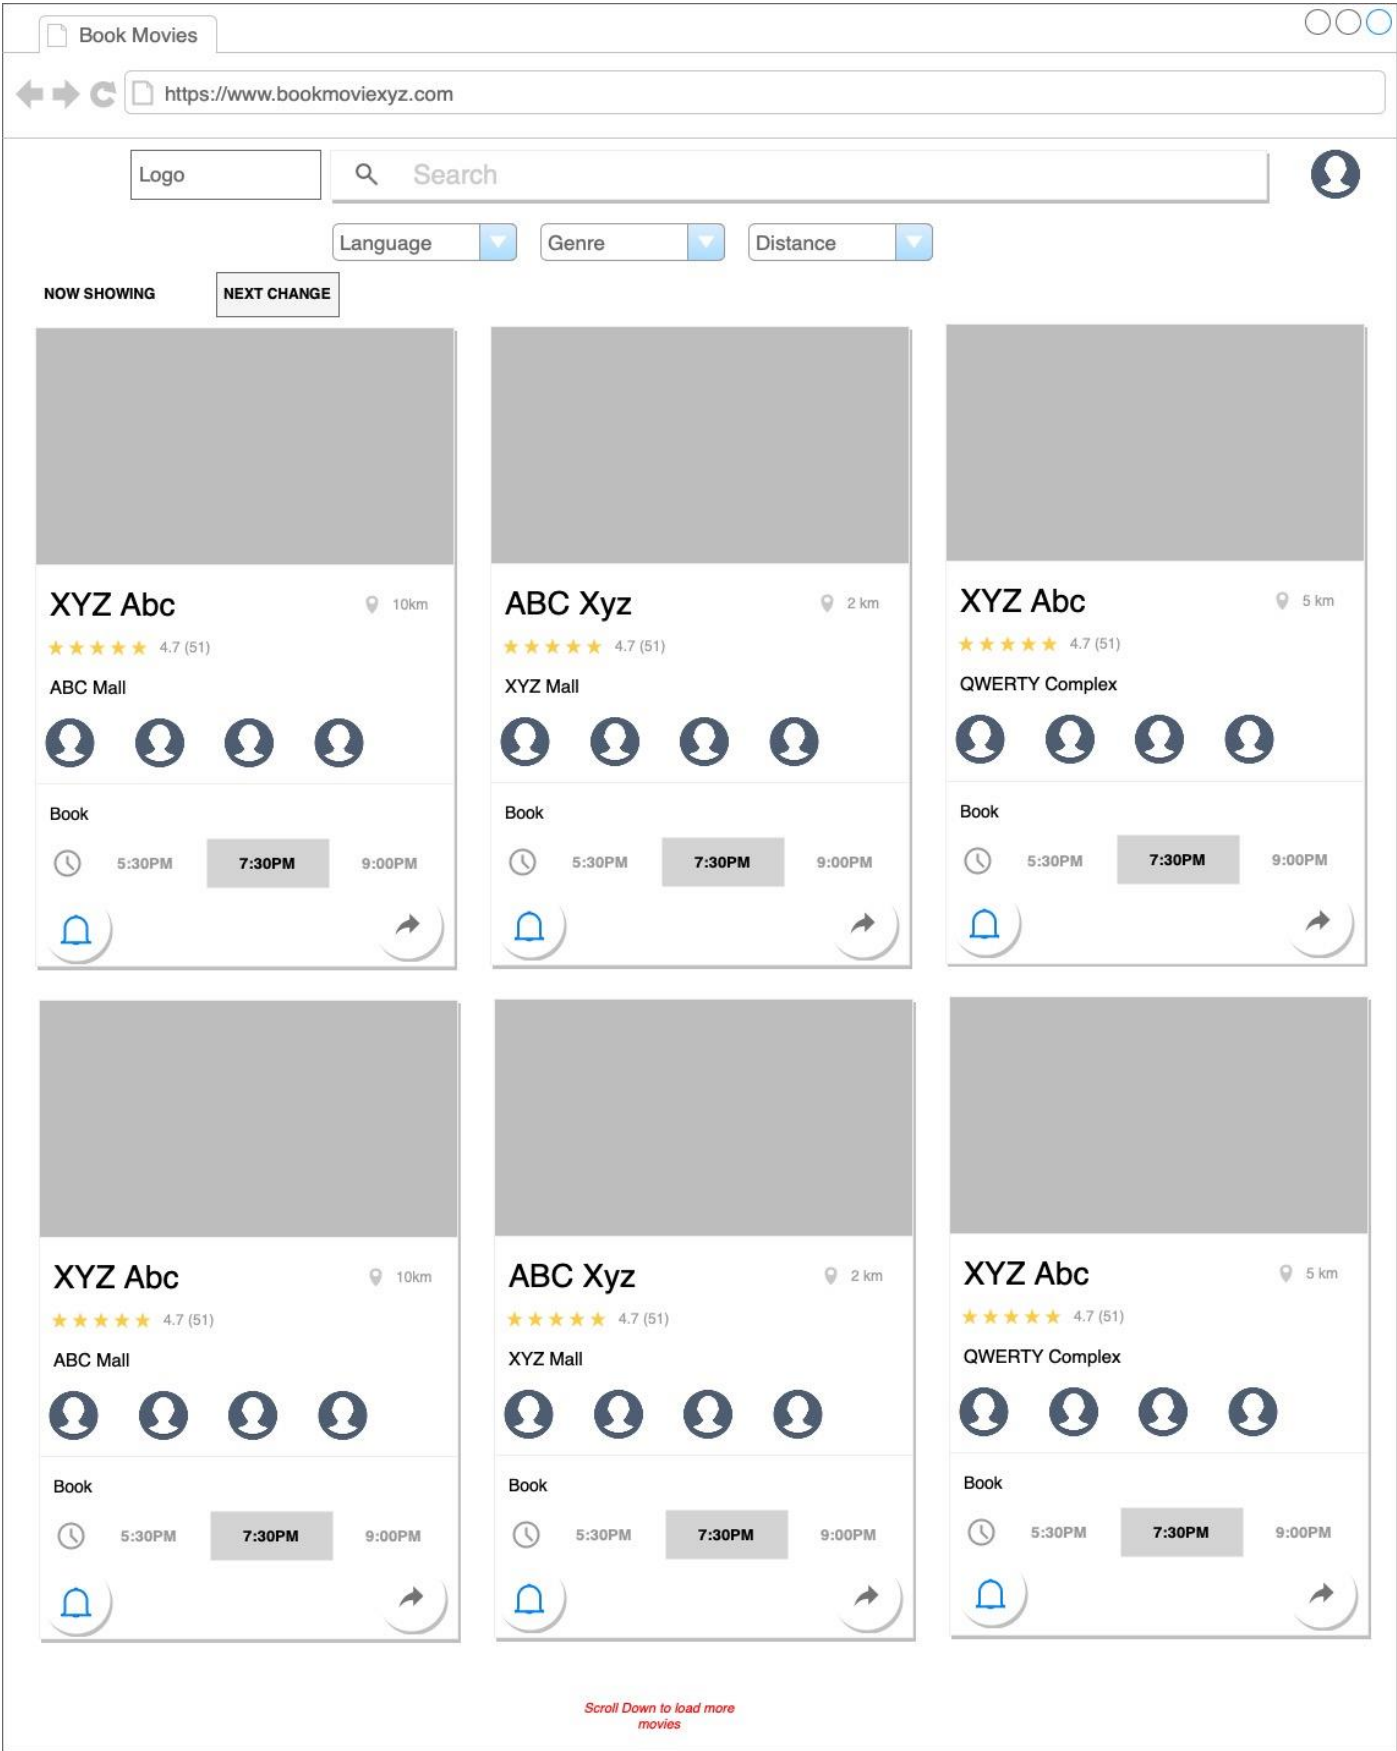 Book Movies
https://www.bookmoviexyz.com
Logo
Search
Language
Genre
Distance
NOW SHOWING
NEXT CHANGE
XYZ Abc
10km
4.7 (51)
ABC Mall
Book
5:30PM
7:30PM
9:00PM
ABC Xyz
2 km
4.7 (51)
XYZ Mall
Book
5:30PM
7:30PM
9:00PM
XYZ Abc
5 km
4.7 (51)
QWERTY Complex
Book
5:30PM
7:30PM
9:00PM
XYZ Abc
10km
4.7 (51)
ABC Mall
Book
5:30PM
7:30PM
9:00PM
ABC Xyz
2 km
4.7 (51)
XYZ Mall
Book
5:30PM
7:30PM
9:00PM
XYZ Abc
5 km
4.7 (51)
QWERTY Complex
Book
5:30PM
7:30PM
9:00PM
Scroll Down to load more
movies